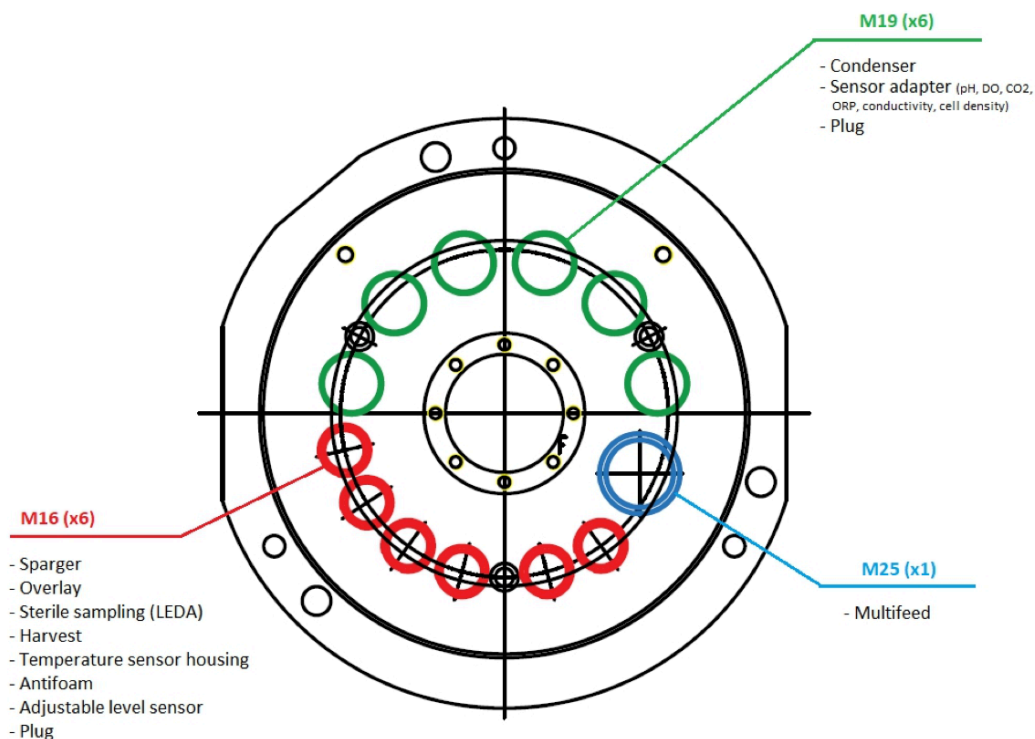 M19 (x6)
- Condenser
- Sensor adapter (pH, DO, CO2,
ORP, conductivity, cell density)
- Plug
M16 (x6)
- Sparger
- Overlay
- Sterile sampling (LEDA)
- Harvest
- Temperature sensor housing
- Antifoam
- Adjustable level sensor
- Plug
M25 (x1)
- Multifeed